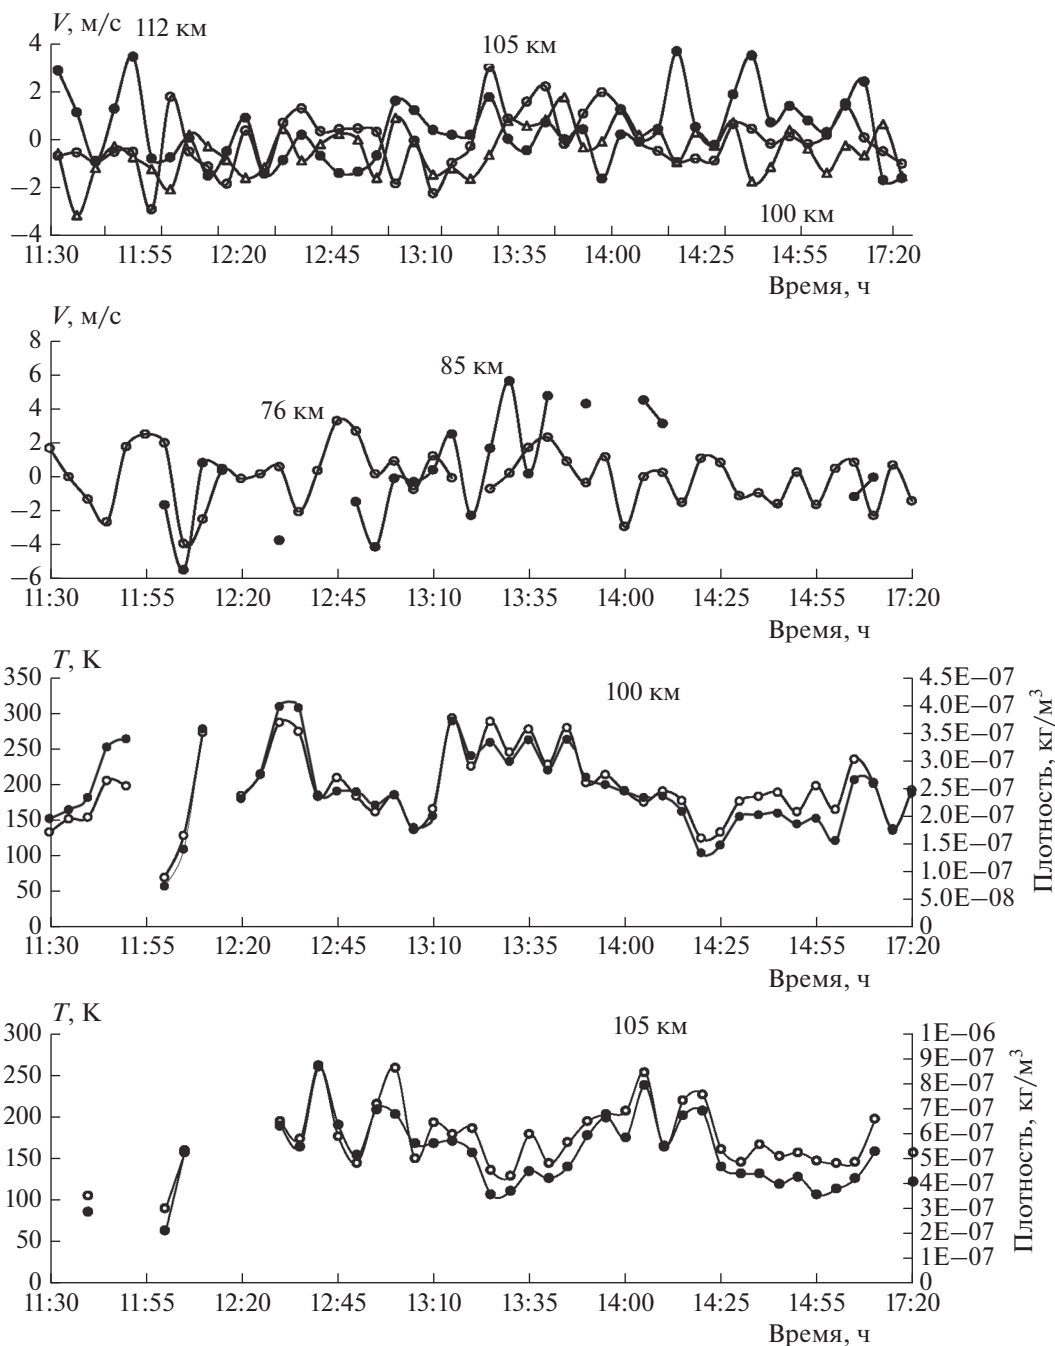 V, м/с
112 км
105 км
4
2
0
−2
−4
100 км
11:30 11:55 12:20 12:45 13:10 13:35 14:00 14:25 14:55 17:20
Время, ч
V, м/с
8
6
4
2
0
−2
−4
−6
85 км
76 км
11:30 11:55 12:20 12:45 13:10 13:35 14:00 14:25 14:55 17:20
Время, ч
T, K
350
300
250
200
150
100
50
0
100 км
4.5E−07
4.0E−07
3.5E−07
3.0E−07
2.5E−07
2.0E−07
1.5E−07
1.0E−07
5.0E−08
0
Плотность, кг/м³
11:30 11:55 12:20 12:45 13:10 13:35 14:00 14:25 14:55 17:20
Время, ч
T, K
300
250
200
150
100
50
0
105 км
1E−06
9E−07
8E−07
7E−07
6E−07
5E−07
4E−07
3E−07
2E−07
1E−07
0
Плотность, кг/м³
11:30 11:55 12:20 12:45 13:10 13:35 14:00 14:25 14:55 17:20
Время, ч